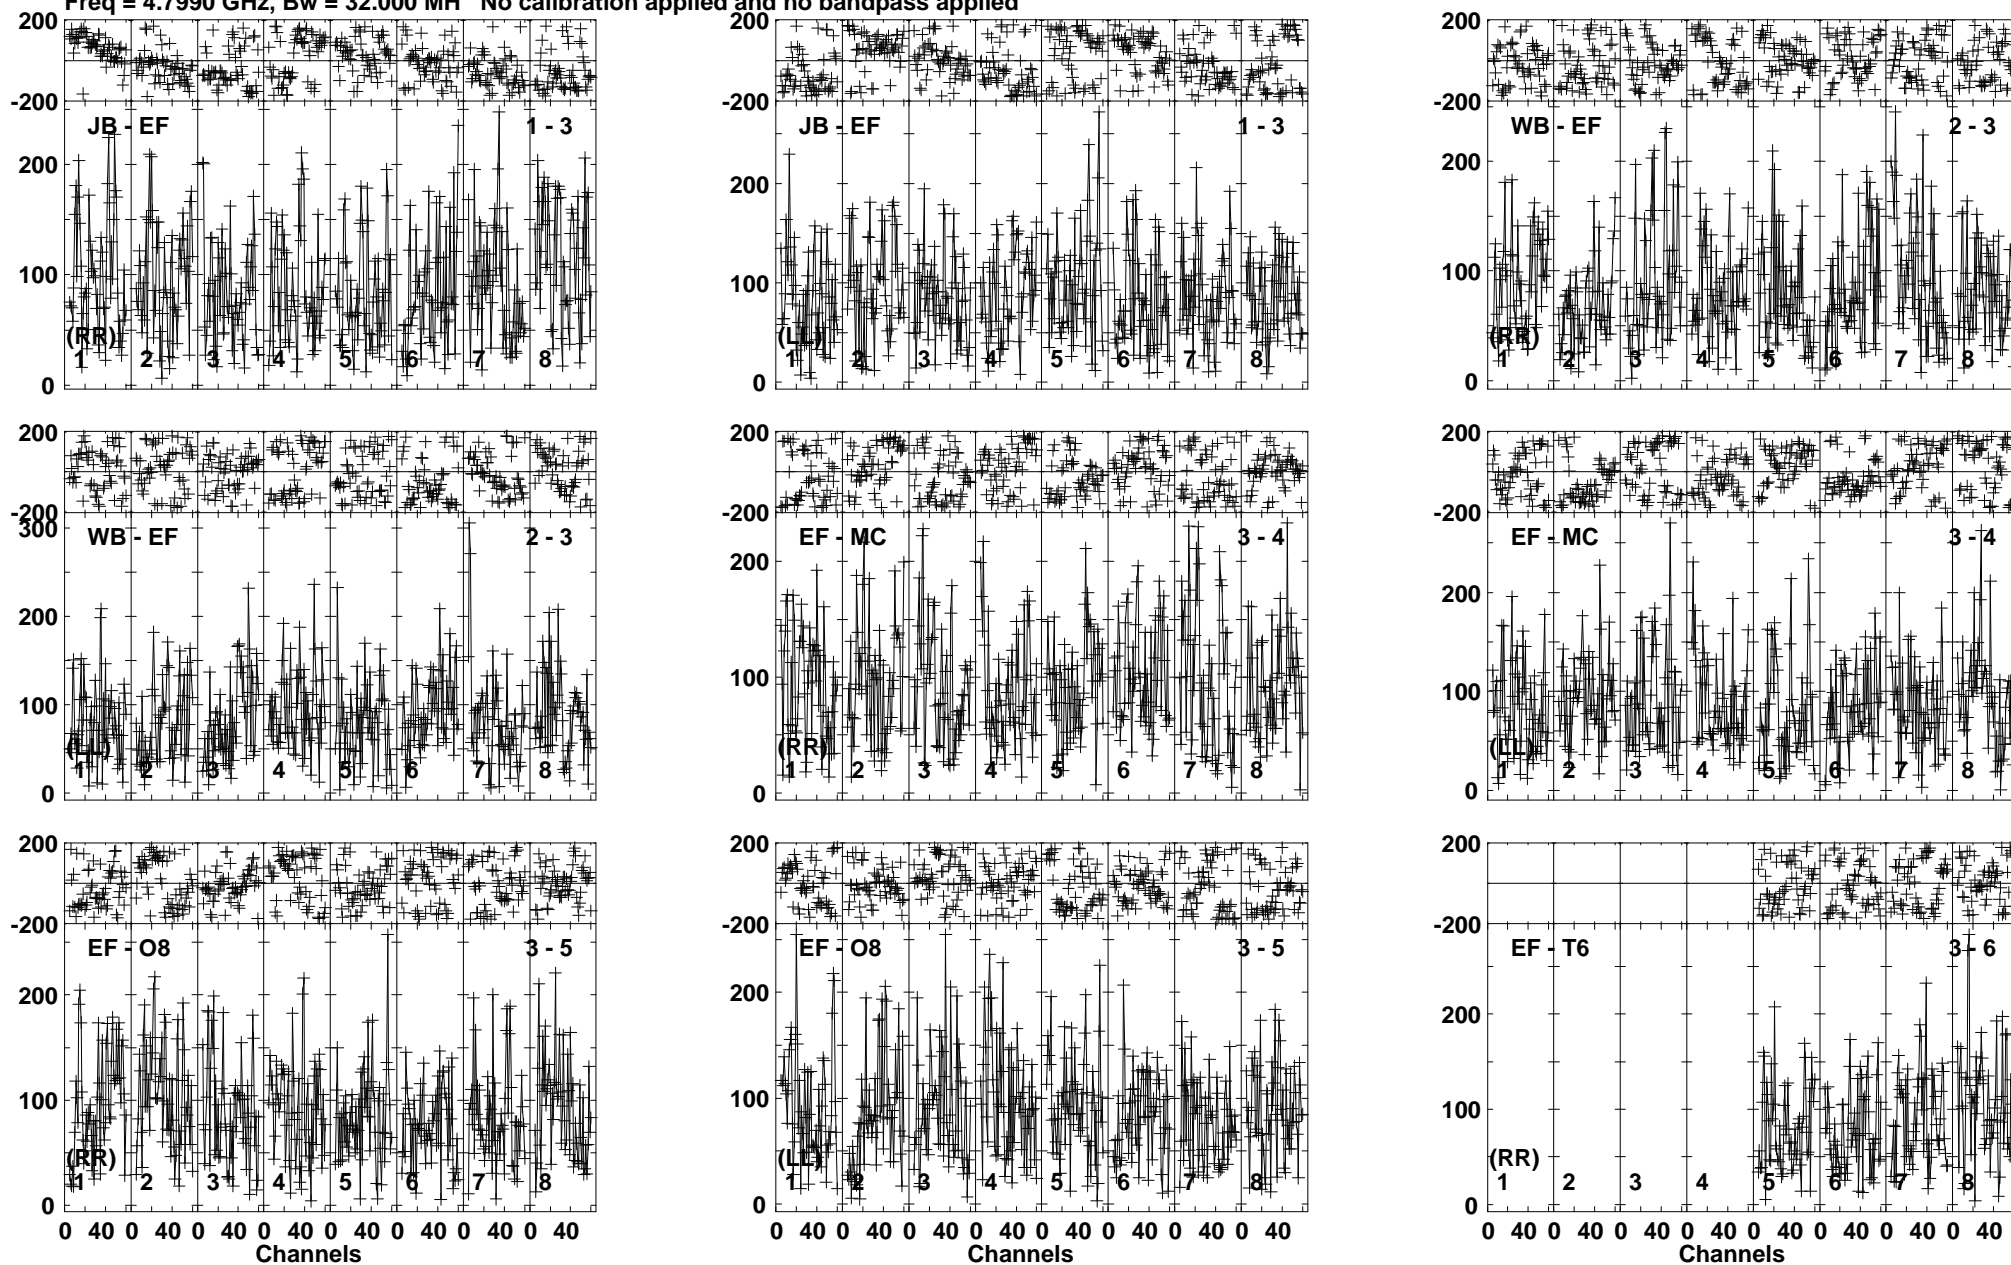 Freq = 4.7990 GHz, Bw = 32.000 MH No calibration applied and no bandpass applied
200 200 200
-200 -200 -200
JB - EF 1 - 3 JB - EF 1 - 3 WB - EF 2 - 3
200 200 200
100 100 100
(RR) (LL) (RR)
1 2 3 4 5 6 7 8 1 2 3 4 5 6 7 8 1 2 3 4 5 6 7 8
0 0 0
200 200 200
-200 -200 -200
300
WB - EF 2 - 3 EF - MC 3 - 4 EF - MC 3 - 4
200 200 200
100 100 100
(LL) (RR) (LL)
1 2 3 4 5 6 7 8 1 2 3 4 5 6 7 8 1 2 3 4 5 6 7 8
0 0 0
200 200 200
-200 -200 -200
EF - O8 3 - 5 EF - O8 3 - 5 EF - T6 3 - 6
200 200 200
100 100 100
(RR) (LL) (RR)
1 2 3 4 5 6 7 8 1 2 3 4 5 6 7 8 1 2 3 4 5 6 7 8
0 0 0
0 40 0 40 0 40 0 40 0 40 0 40 0 40 0 40 0 40 0 40 0 40 0 40 0 40 0 40 0 40 0 40 0 40 0 40 0 40 0 40 0 40 0 40 0 40 0 40
Channels Channels Channels